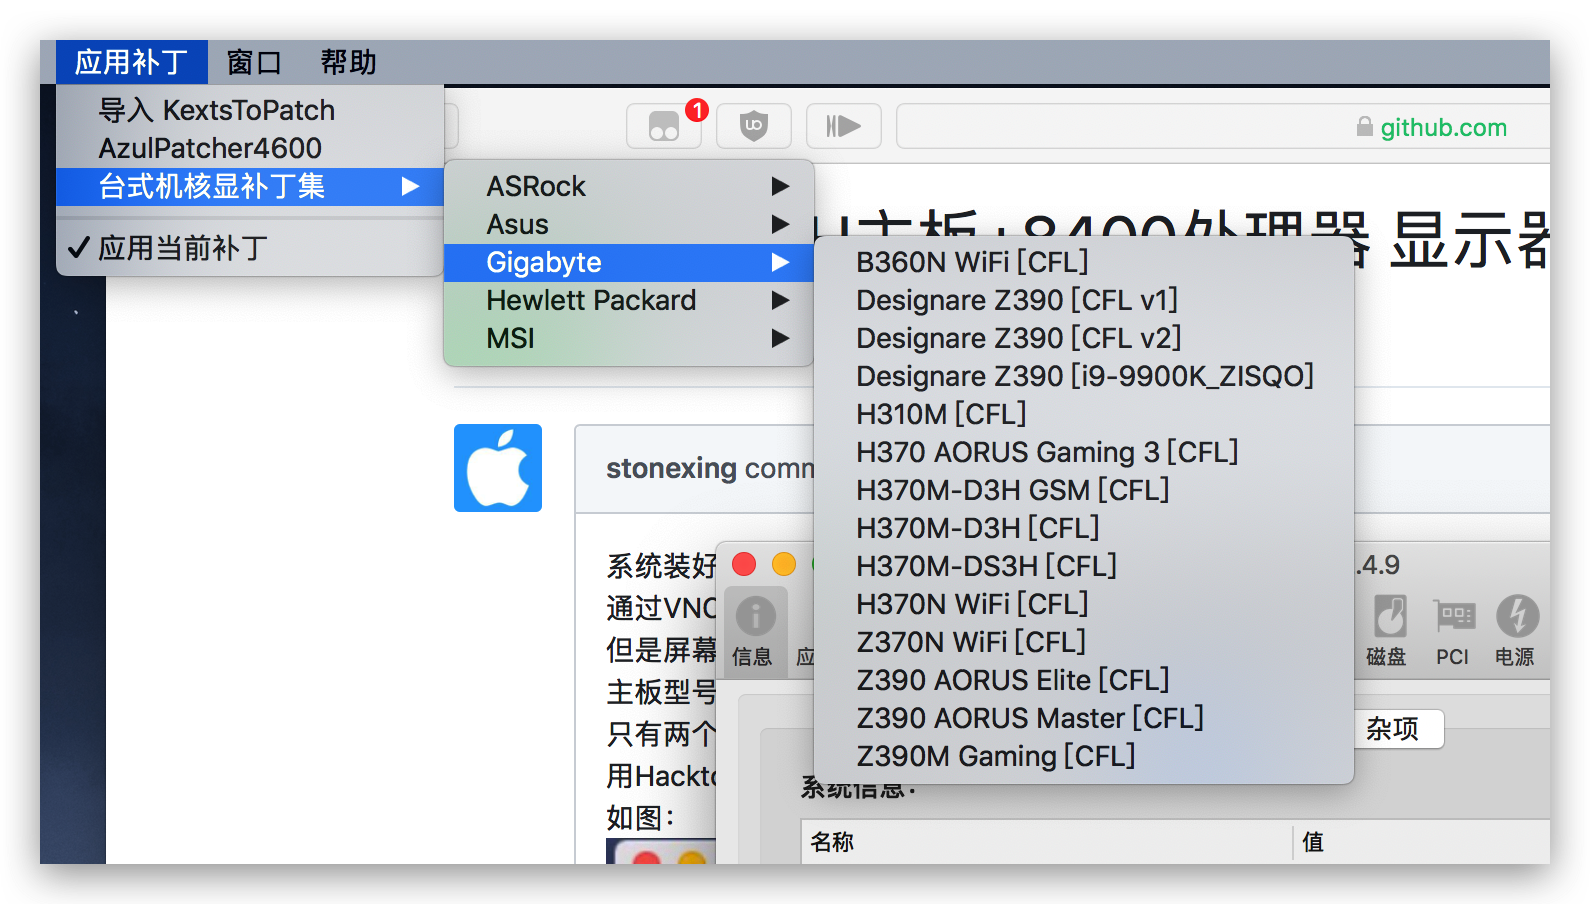 应用补丁 窗口 帮助
导入 KextsToPatch
AzulPatcher4600
台式机核显补丁集
应用当前补丁
1
github.com
ASRock
Asus
Gigabyte
Hewlett Packard
MSI
B360N WiFi [CFL]
Designare Z390 [CFL v1]
Designare Z390 [CFL v2]
Designare Z390 [i9-9900K_ZISQO]
H310M [CFL]
H370 AORUS Gaming 3 [CFL]
H370M-D3H GSM [CFL]
H370M-D3H [CFL]
H370M-DS3H [CFL]
H370N WiFi [CFL]
Z370N WiFi [CFL]
Z390 AORUS Elite [CFL]
Z390 AORUS Master [CFL]
Z390M Gaming [CFL]
主板+8400处理器 显示器
stonexing comm
系统装好
通过VNC
但是屏幕
主板型号
只有两个
用Hackto
如图：
.4.9
信息 应 磁盘 PCI 电源
杂项
系统信息：
名称 值